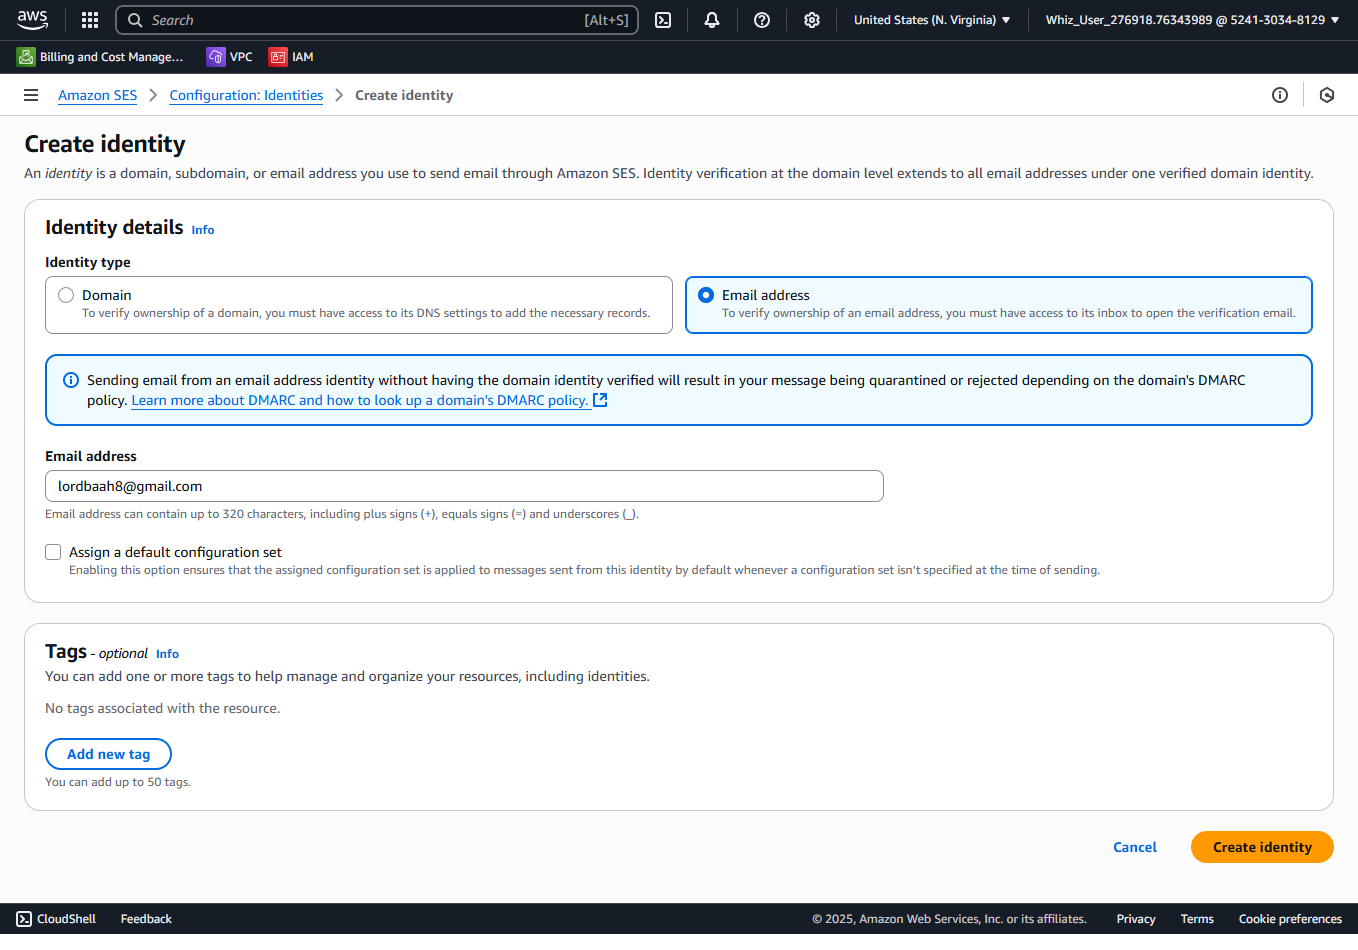 aws
Search
[Alt+S]
United States (N. Virginia)
Whiz_User_276918.76343989 @ 5241-3034-8129
Billing and Cost Manage...
VPC
IAM
Amazon SES
Configuration: Identities
Create identity
Create identity
An identity is a domain, subdomain, or email address you use to send email through Amazon SES. Identity verification at the domain level extends to all email addresses under one verified domain identity.
Identity details Info
Identity type
Domain
To verify ownership of a domain, you must have access to its DNS settings to add the necessary records.
Email address
To verify ownership of an email address, you must have access to its inbox to open the verification email.
Sending email from an email address identity without having the domain identity verified will result in your message being quarantined or rejected depending on the domain's DMARC
policy. Learn more about DMARC and how to look up a domain's DMARC policy.
Email address
lordbaah8@gmail.com
Email address can contain up to 320 characters, including plus signs (+), equals signs (=) and underscores (_).
Assign a default configuration set
Enabling this option ensures that the assigned configuration set is applied to messages sent from this identity by default whenever a configuration set isn't specified at the time of sending.
Tags - optional Info
You can add one or more tags to help manage and organize your resources, including identities.
No tags associated with the resource.
Add new tag
You can add up to 50 tags.
Cancel
Create identity
CloudShell
Feedback
© 2025, Amazon Web Services, Inc. or its affiliates.
Privacy
Terms
Cookie preferences